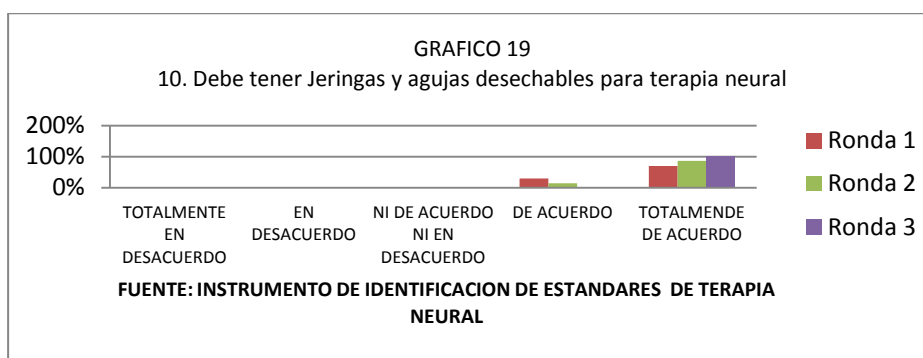 GRAFICO 19
10. Debe tener Jeringas y agujas desechables para terapia neural
200%
100%
0%
TOTALMENTE
EN
DESACUERDO
EN
DESACUERDO
NI DE ACUERDO
NI EN
DESACUERDO
DE ACUERDO
TOTALMENDE
DE ACUERDO
Ronda 1
Ronda 2
Ronda 3
FUENTE: INSTRUMENTO DE IDENTIFICACION DE ESTANDARES DE TERAPIA
NEURAL